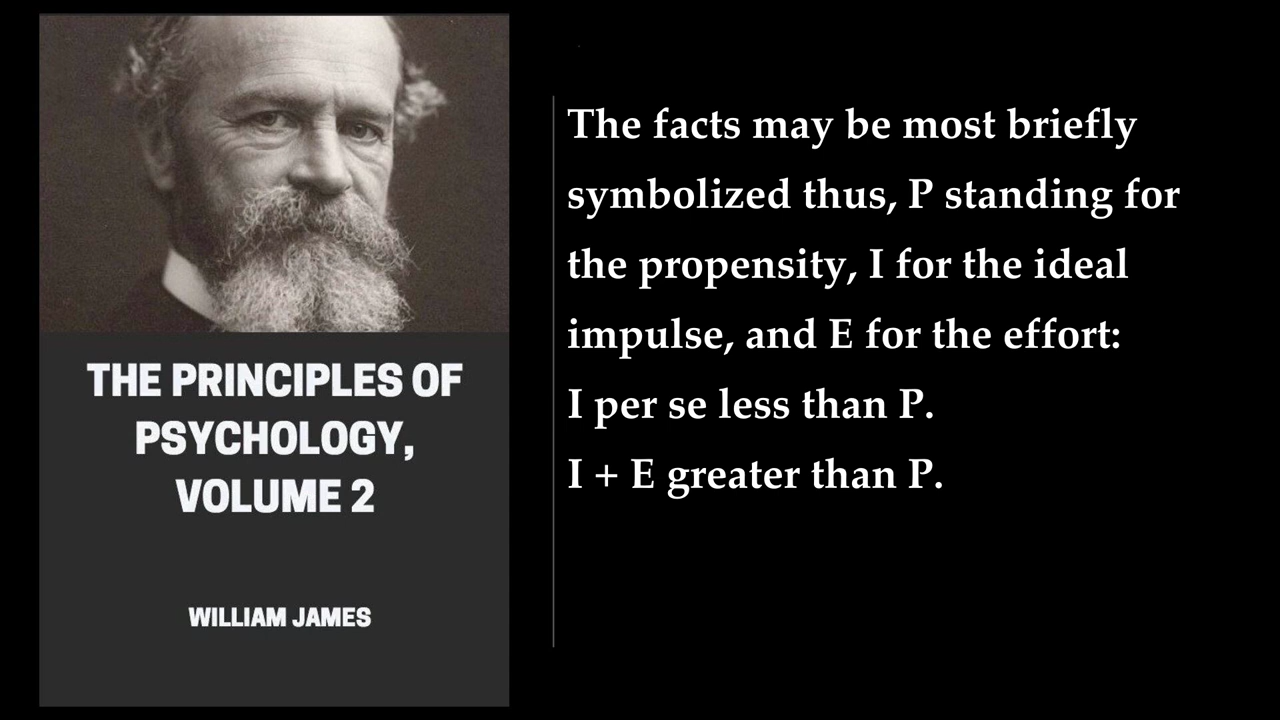 THE PRINCIPLES OF
PSYCHOLOGY,
VOLUME 2
WILLIAM JAMES
The facts may be most briefly
symbolized thus, P standing for
the propensity, I for the ideal
impulse, and E for the effort:
I per se less than P.
I + E greater than P.